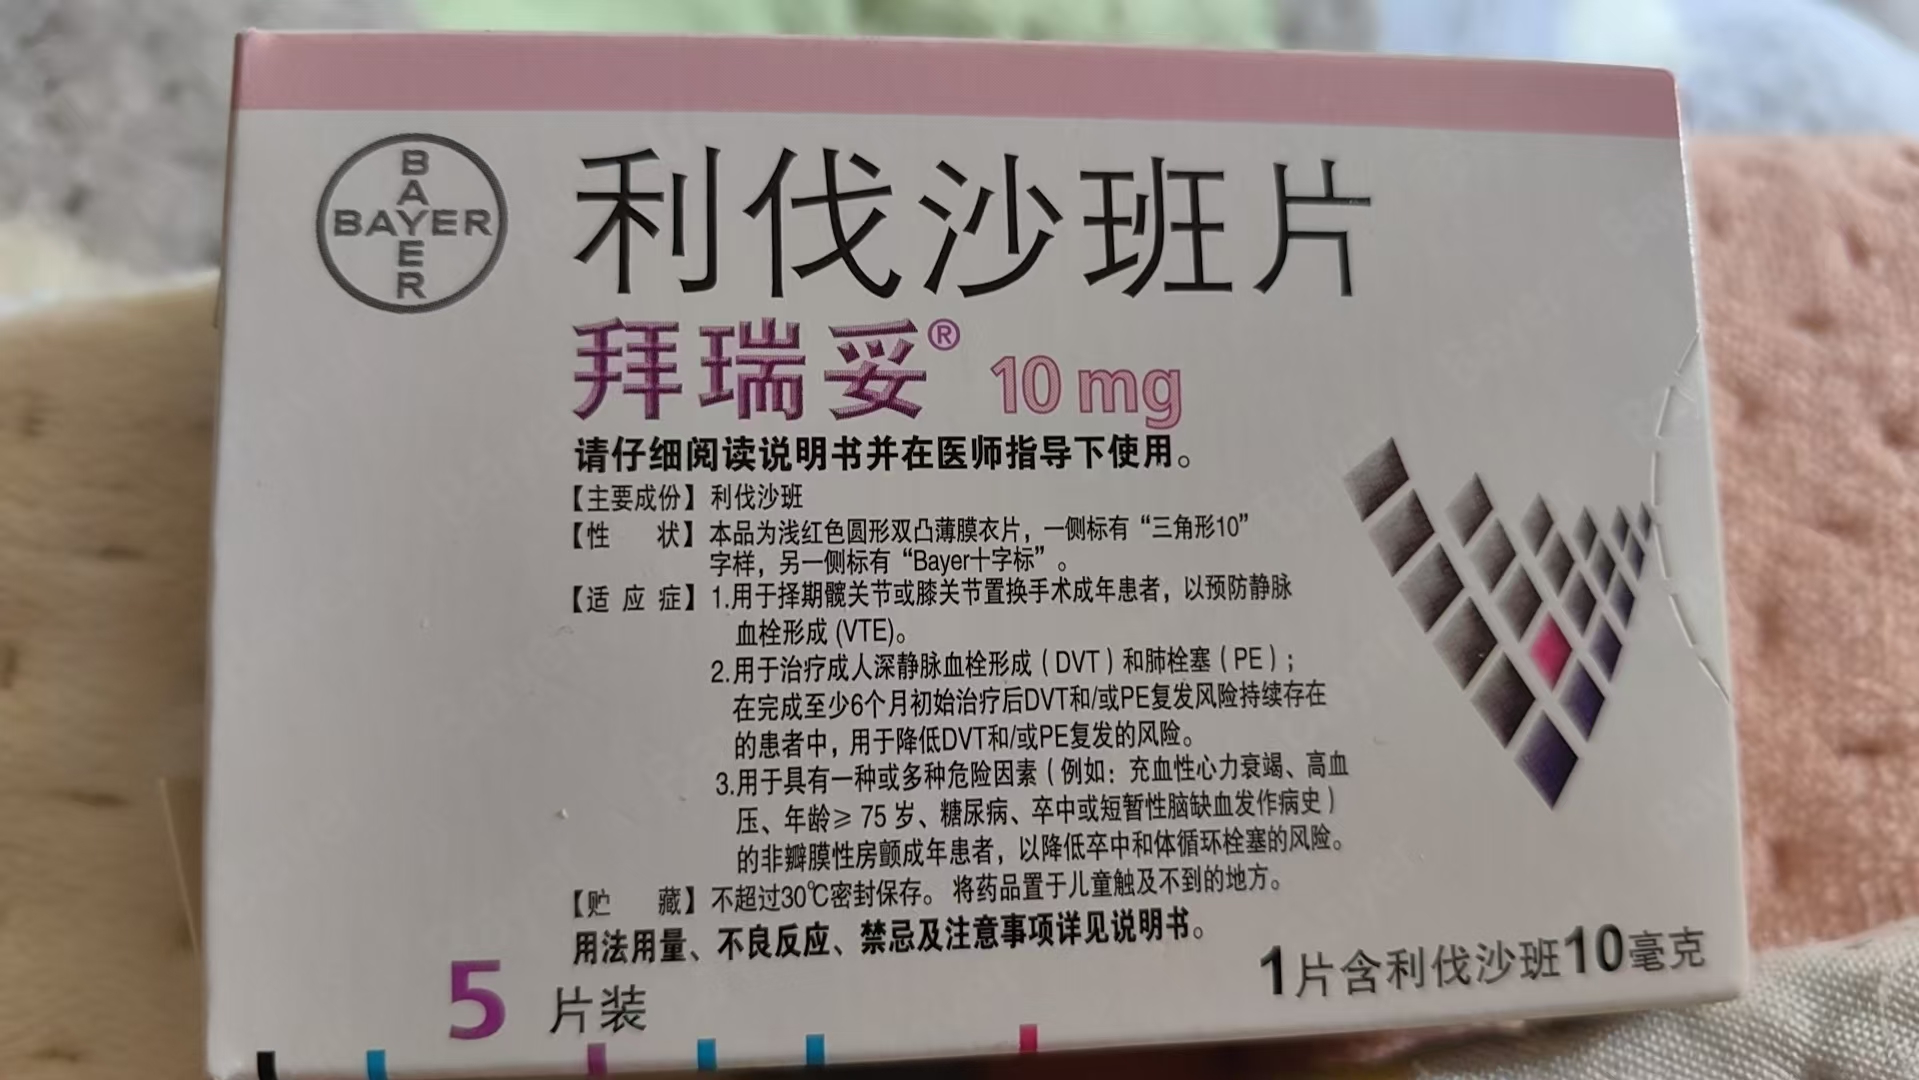 BAYER
BAYER
利伐沙班片
拜瑞妥® 10 mg
请仔细阅读说明书并在医师指导下使用。
【主要成份】利伐沙班
【性 状】本品为浅红色圆形双凸薄膜衣片，一侧标有“三角形10”
字样，另一侧标有“Bayer十字标”。
【适 应 症】1.用于择期髋关节或膝关节置换手术成年患者，以预防静脉
血栓形成 (VTE)。
2.用于治疗成人深静脉血栓形成（DVT）和肺栓塞（PE）；
在完成至少6个月初始治疗后DVT和/或PE复发风险持续存在
的患者中，用于降低DVT和/或PE复发的风险。
3.用于具有一种或多种危险因素（例如：充血性心力衰竭、高血
压、年龄≥ 75 岁、糖尿病、卒中或短暂性脑缺血发作病史）
的非瓣膜性房颤成年患者，以降低卒中和体循环栓塞的风险。
【贮 藏】不超过30℃密封保存。 将药品置于儿童触及不到的地方。
用法用量、不良反应、禁忌及注意事项详见说明书。
5 片装
1片含利伐沙班10毫克